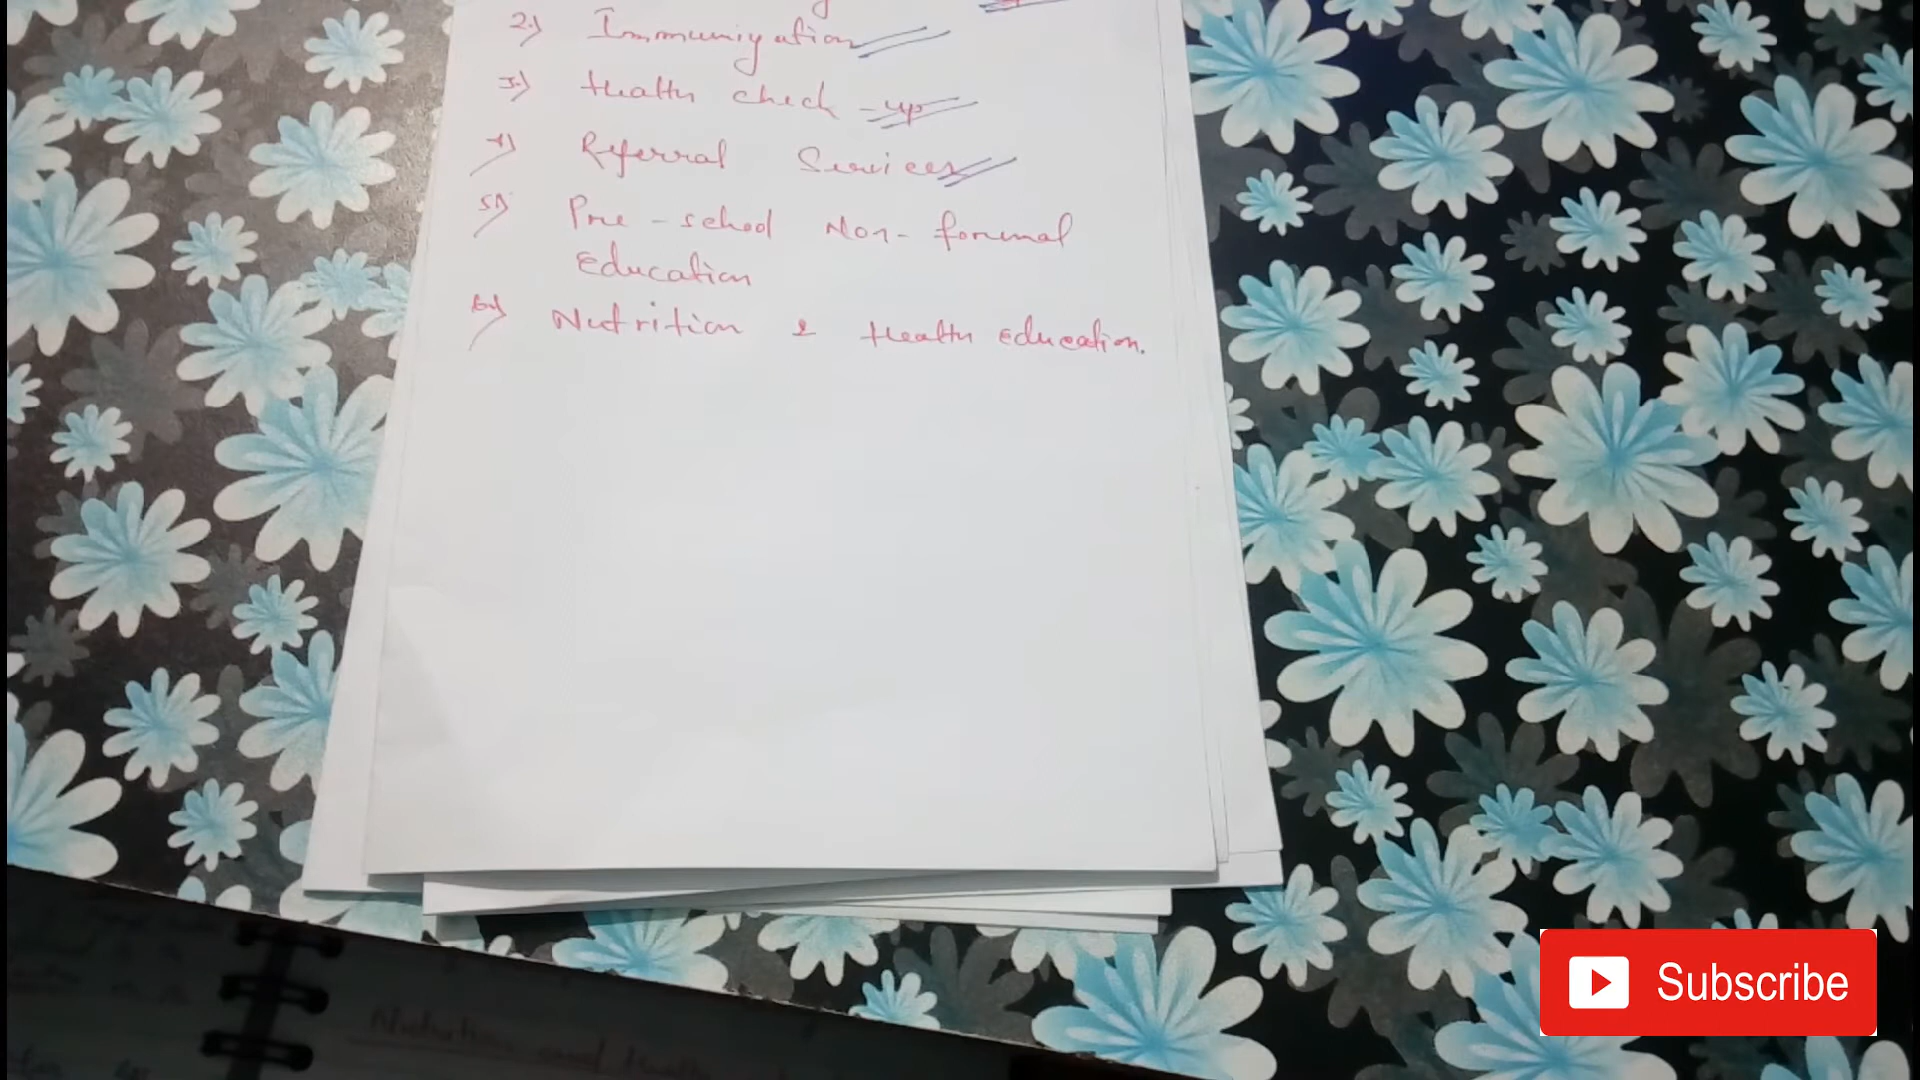 2.) Immunization
3.) Health check-up
4.) Referral Services
5.) Pre-school Non-formal
Education
6.) Nutrition & Health education.
Subscribe